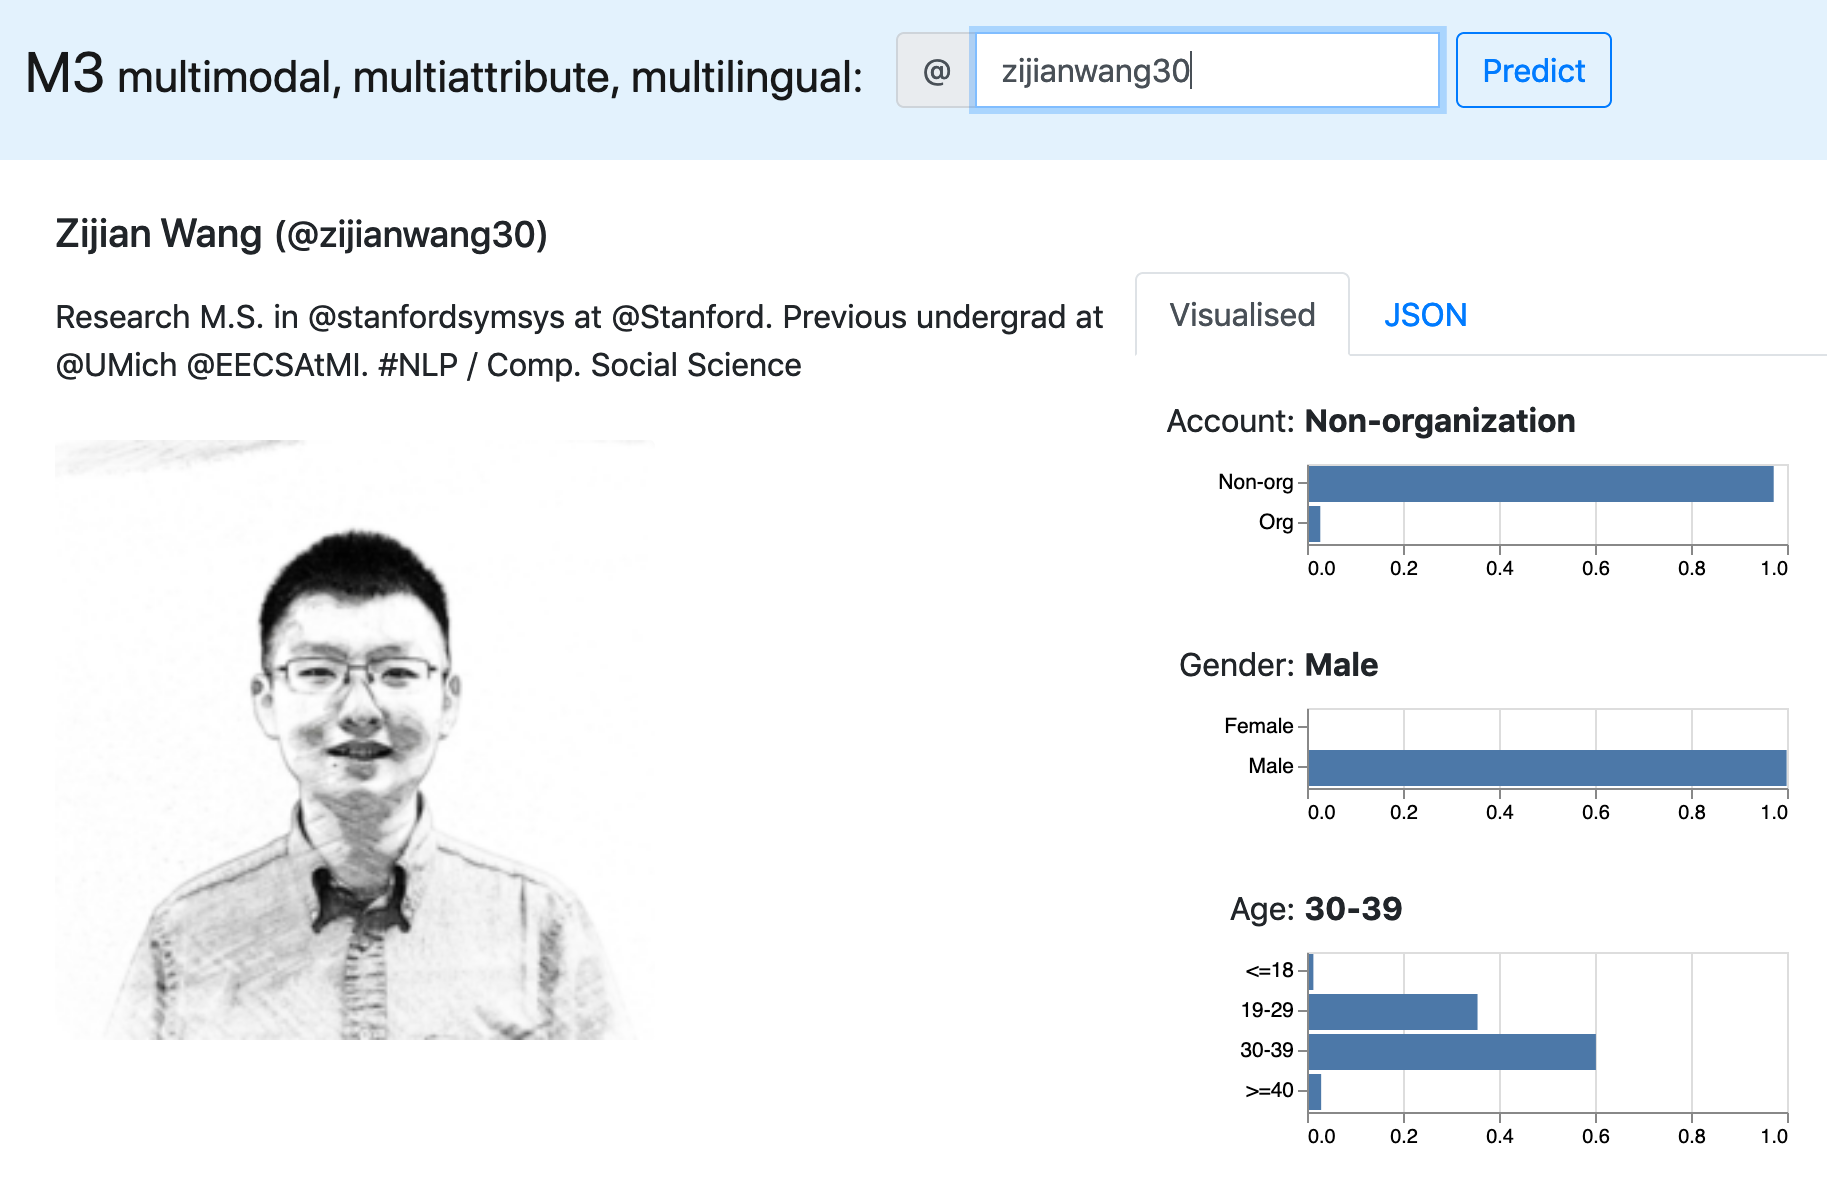 M3 multimodal, multiattribute, multilingual: @ zijianwang30 Predict
Zijian Wang (@zijianwang30)
Research M.S. in @stanfordsymsys at @Stanford. Previous undergrad at
@UMich @EECSAtMI. #NLP / Comp. Social Science
Visualised JSON
Account: Non-organization
Non-org
Org
0.0 0.2 0.4 0.6 0.8 1.0
Gender: Male
Female
Male
0.0 0.2 0.4 0.6 0.8 1.0
Age: 30-39
<=18
19-29
30-39
>=40
0.0 0.2 0.4 0.6 0.8 1.0